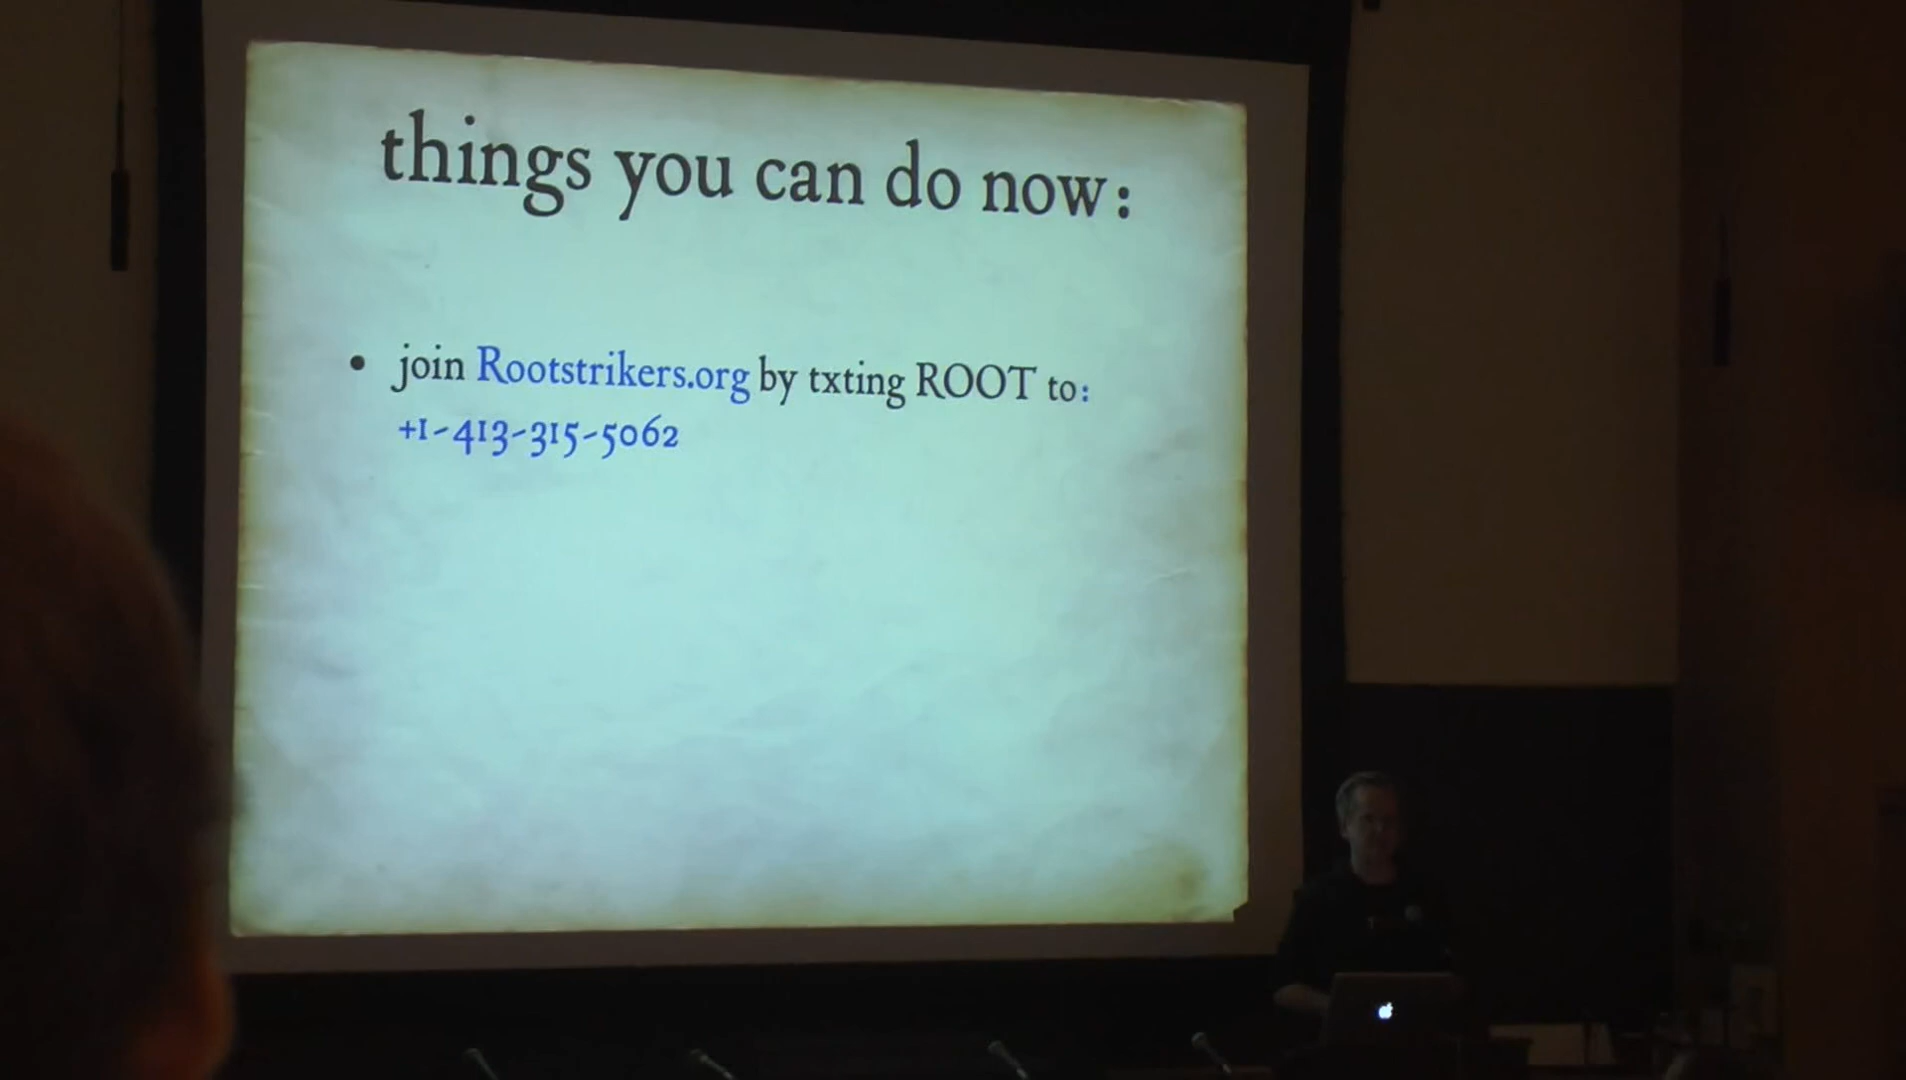 things you can do now:
• join Rootstrikers.org by txting ROOT to:
+1-413-315-5062